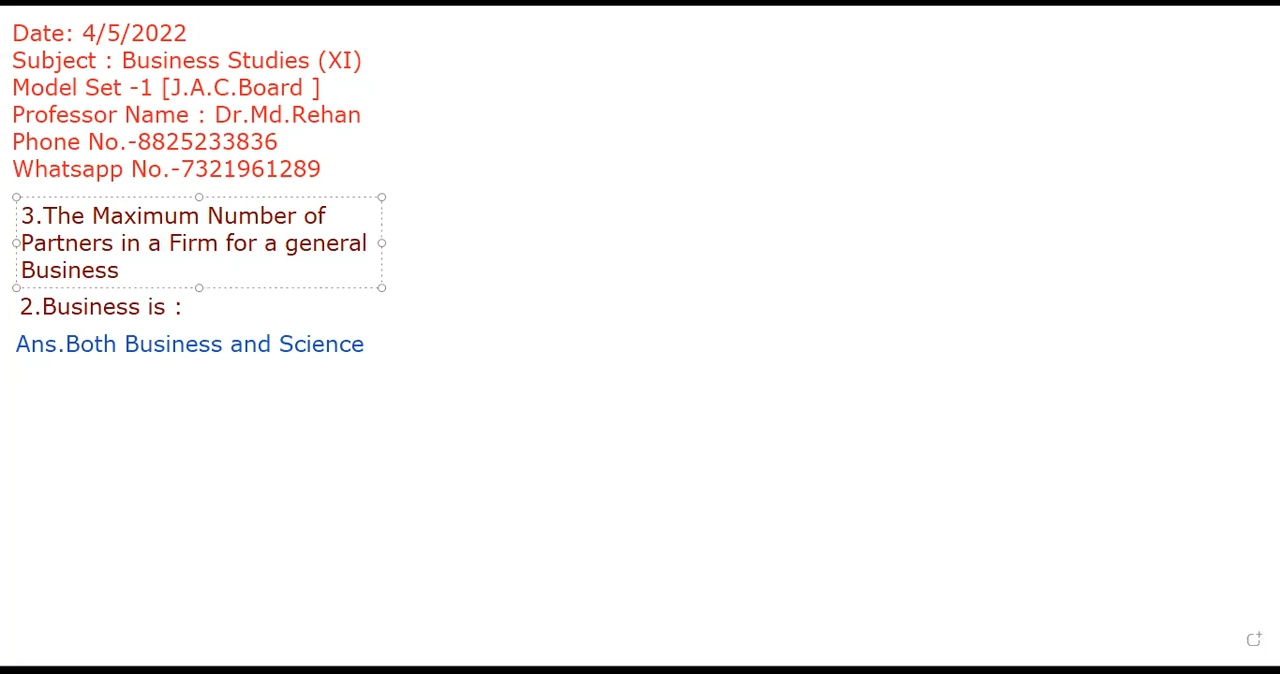 Date: 4/5/2022
Subject : Business Studies (XI)
Model Set -1 [J.A.C.Board ]
Professor Name : Dr.Md.Rehan
Phone No.-8825233836
Whatsapp No.-7321961289
3.The Maximum Number of
Partners in a Firm for a general
Business
2.Business is :
Ans.Both Business and Science